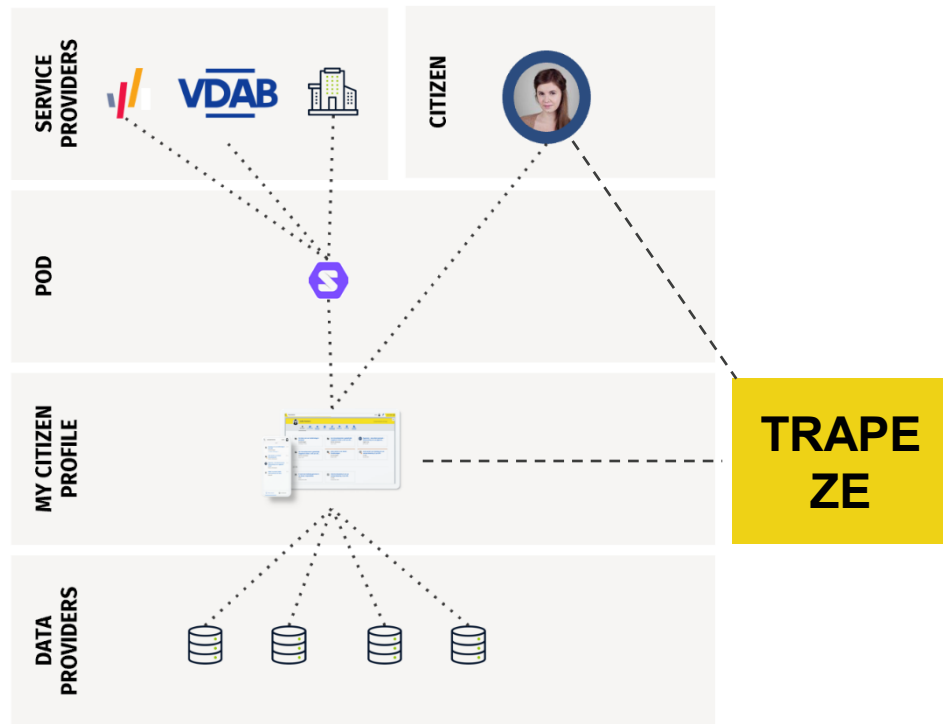 SERVICE
PROVIDERS
VDAB
CITIZEN
POD
MY CITIZEN
PROFILE
TRAPE
ZE
DATA
PROVIDERS